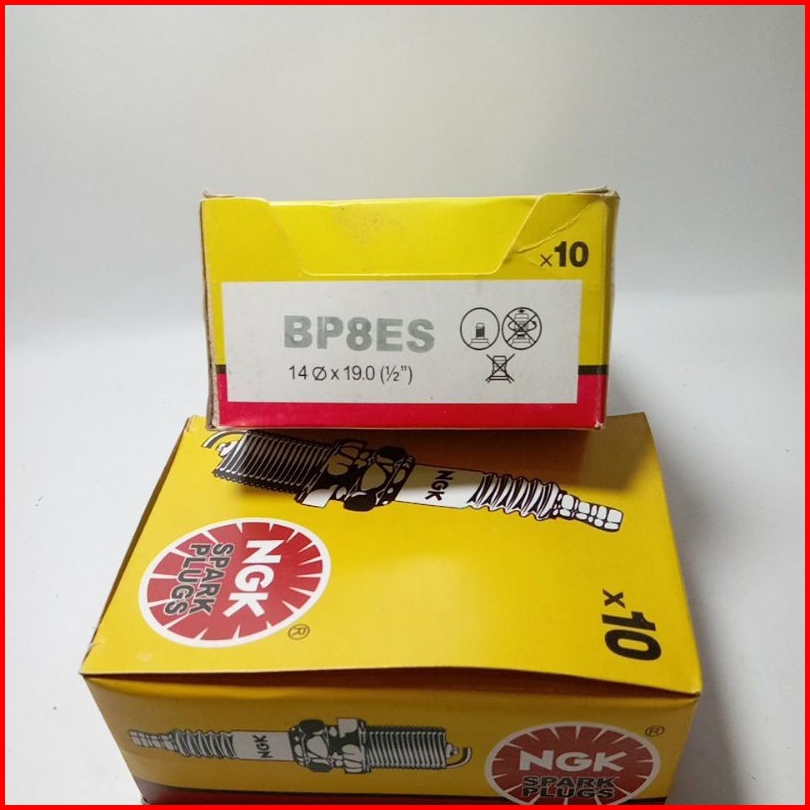 x10
BP8ES
14 Ø x 19.0 (½")
NGK
NGK
SPARK
PLUGS
®
x10
NGK
®
NGK
SPARK
PLUGS